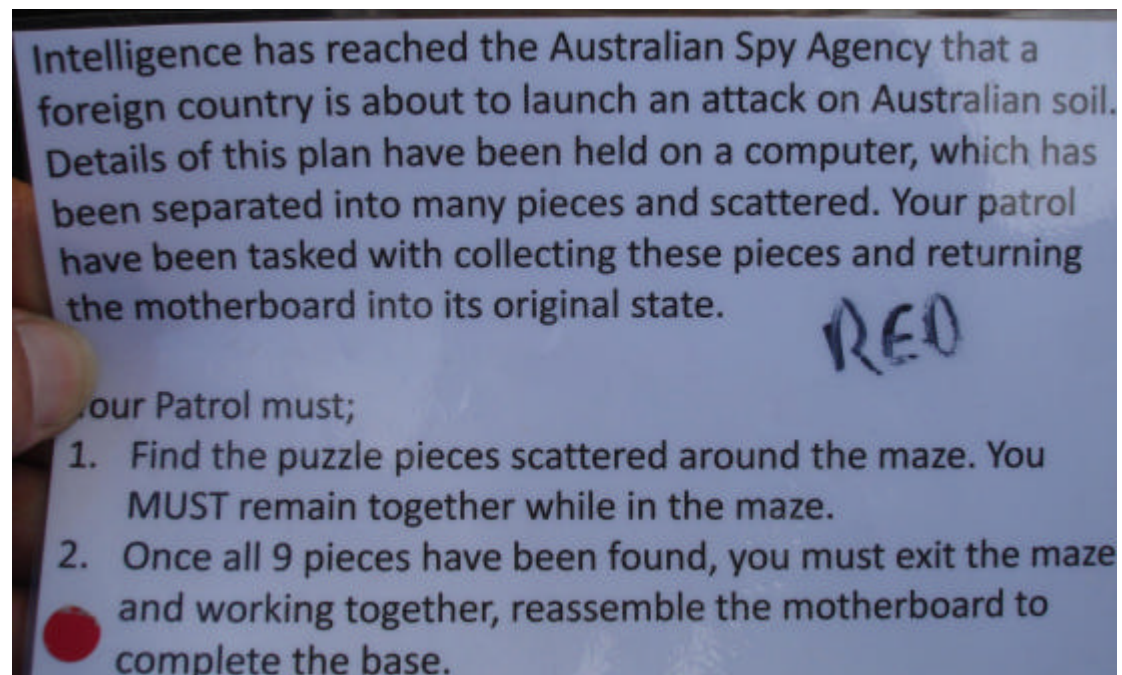 Intelligence has reached the Australian Spy Agency that a
foreign country is about to launch an attack on Australian soil.
Details of this plan have been held on a computer, which has
been separated into many pieces and scattered. Your patrol
have been tasked with collecting these pieces and returning
the motherboard into its original state.
RED
our Patrol must;
1. Find the puzzle pieces scattered around the maze. You
MUST remain together while in the maze.
2. Once all 9 pieces have been found, you must exit the maze
and working together, reassemble the motherboard to
complete the base.